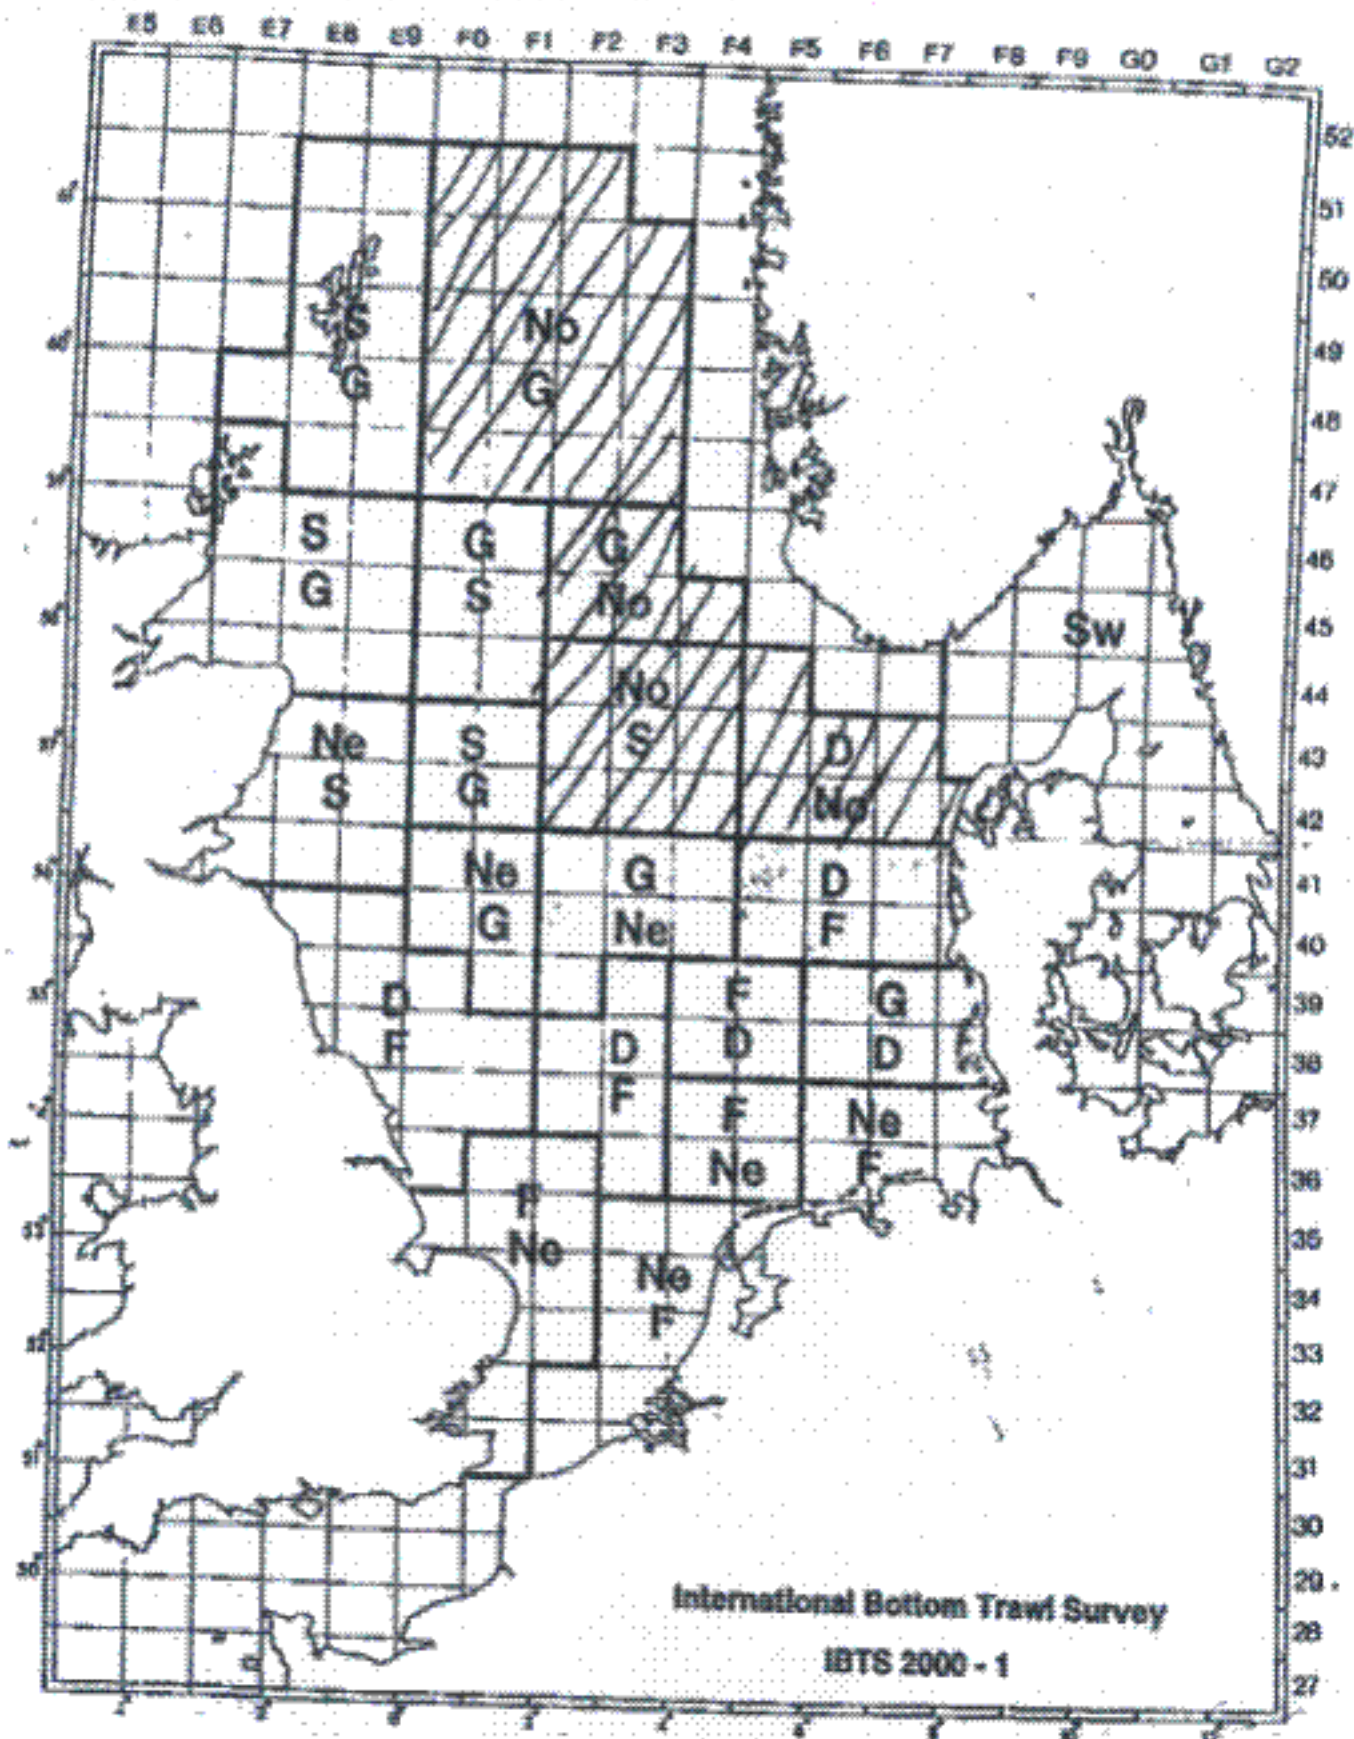 E5 E6 E7 E8 E9 F0 F1 F2 F3 F4 F5 F6 F7 F8 F9 G0 G1 G2
52
51
50
S
No
49
G
G
48
47
S
G
G
46
G
S
No
45
Sw
No
44
Ne
S
S
D
43
S
G
No
42
Ne
G
D
41
G
Ne
F
40
D
F
G
39
F
D
D
D
38
F
F
Ne
37
Ne
F
36
F
Ne
35
Ne
34
F
33
32
31
30
29
International Bottom Trawl Survey
28
IBTS 2000 - 1
27